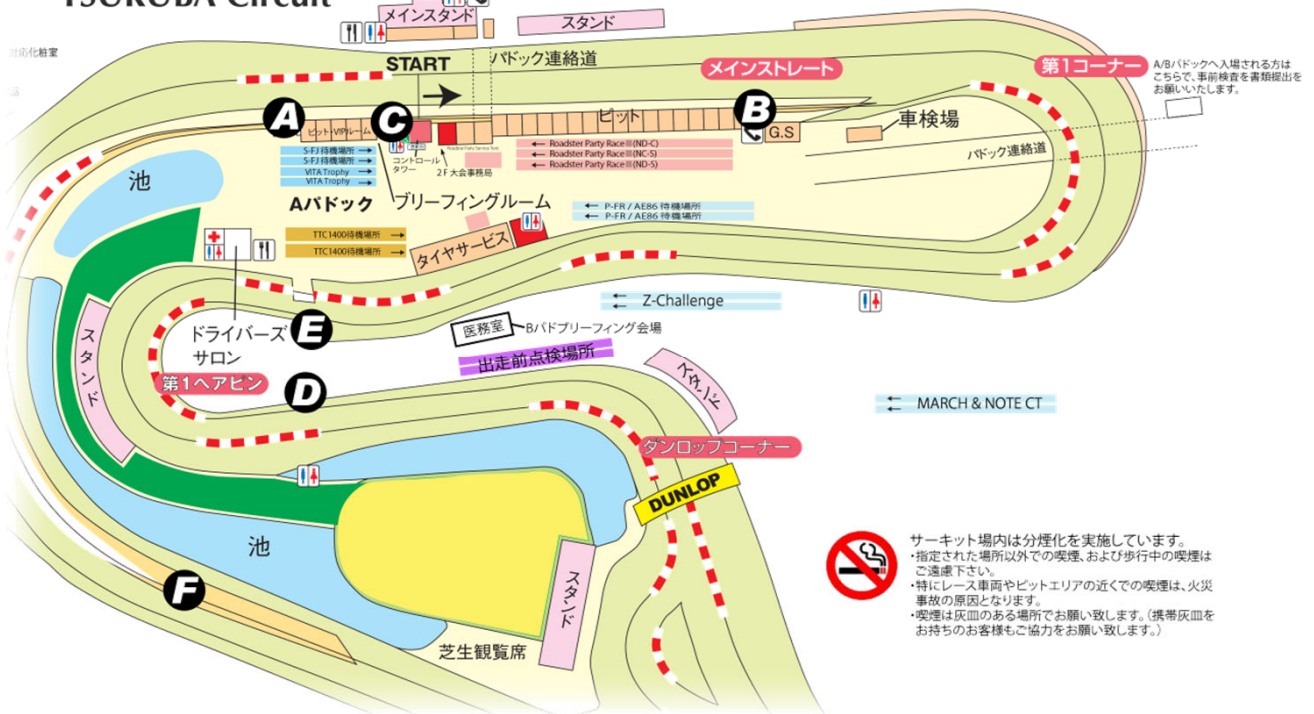 TSUKUBA Circuit
メインスタンド
スタンド
対応化粧室
START
パドック連絡道
メインストレート
第1コーナー
A/Bパドックへ入場される方は
こちらで、事前検査を書類提出を
お願いいたします。
A
B
C
ピット・VIPルーム
ピット
G.S
車検場
パドック連絡道
コントロール
タワー
2F大会事務局
S-FJ 待機場所
S-FJ 待機場所
VITA Trophy
VITA Trophy
Roadster Party Race III (ND-C)
Roadster Party Race III (NC-S)
Roadster Party Race III (ND-S)
池
Aパドック
ブリーフィングルーム
P-FR / AE86 待機場所
P-FR / AE86 待機場所
TTC1400待機場所
TTC1400待機場所
タイヤサービス
Z-Challenge
ドライバーズ
サロン
E
医務室
Bパドブリーフィング会場
出走前点検場所
スタンド
スタンド
第1ヘアピン
D
MARCH & NOTE CT
ダンロップコーナー
DUNLOP
池
F
スタンド
芝生観覧席
サーキット場内は分煙化を実施しています。
・指定された場所以外での喫煙、および歩行中の喫煙は
ご遠慮下さい。
・特にレース車両やピットエリアの近くでの喫煙は、火災
事故の原因となります。
・喫煙は灰皿のある場所でお願い致します。(携帯灰皿を
お持ちのお客様もご協力をお願い致します。)